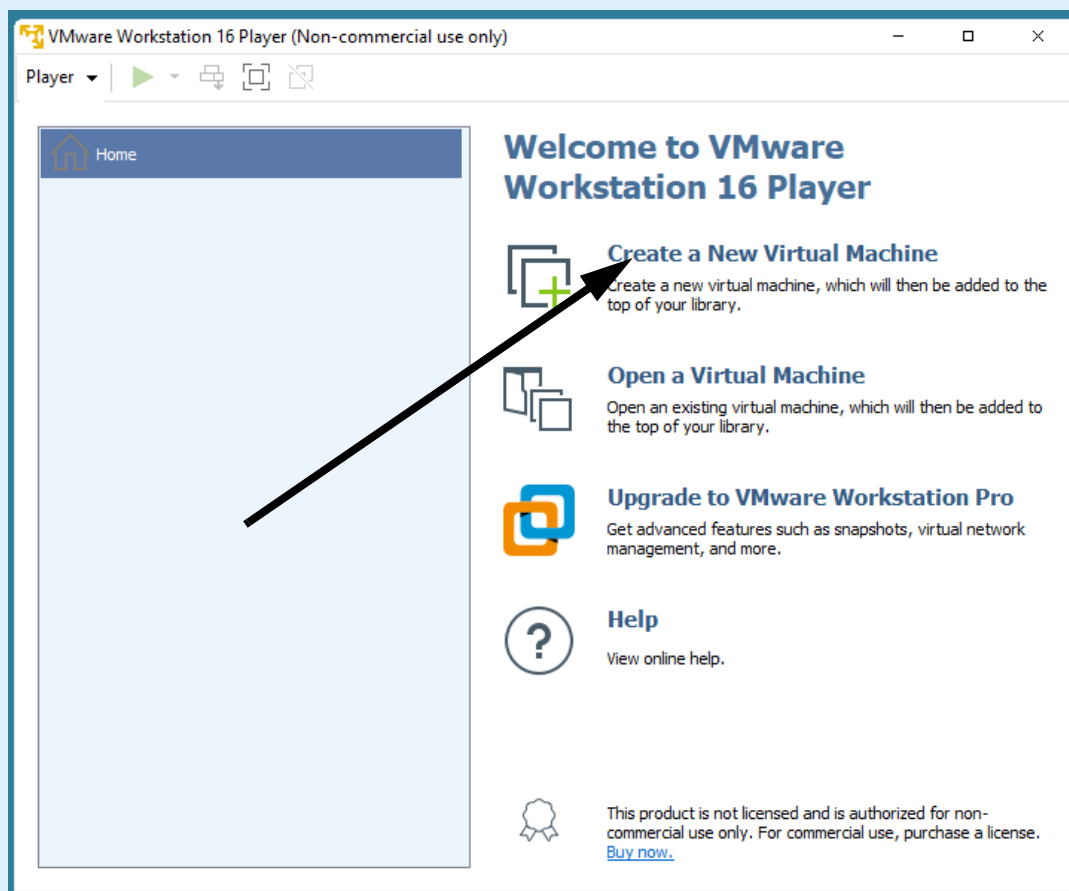 VMware Workstation 16 Player (Non-commercial use only)
Player
Home
Welcome to VMware
Workstation 16 Player
Create a New Virtual Machine
Create a new virtual machine, which will then be added to the
top of your library.
Open a Virtual Machine
Open an existing virtual machine, which will then be added to
the top of your library.
Upgrade to VMware Workstation Pro
Get advanced features such as snapshots, virtual network
management, and more.
?
Help
View online help.
This product is not licensed and is authorized for non-
commercial use only. For commercial use, purchase a license.
Buy now.